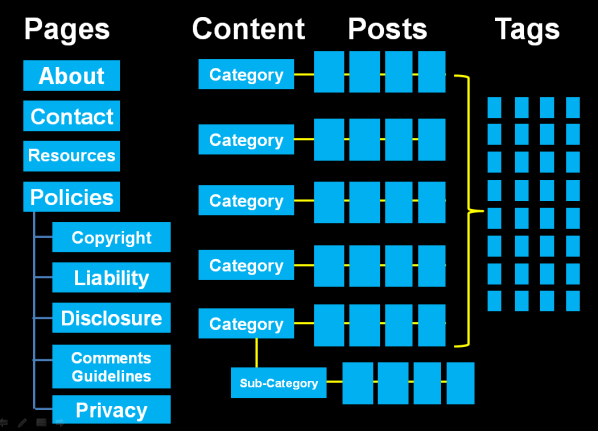 Pages
About
Contact
Resources
Policies
Copyright
Liability
Disclosure
Comments
Guidelines
Privacy
Content
Category
Category
Category
Category
Category
Sub-Category
Posts
Tags